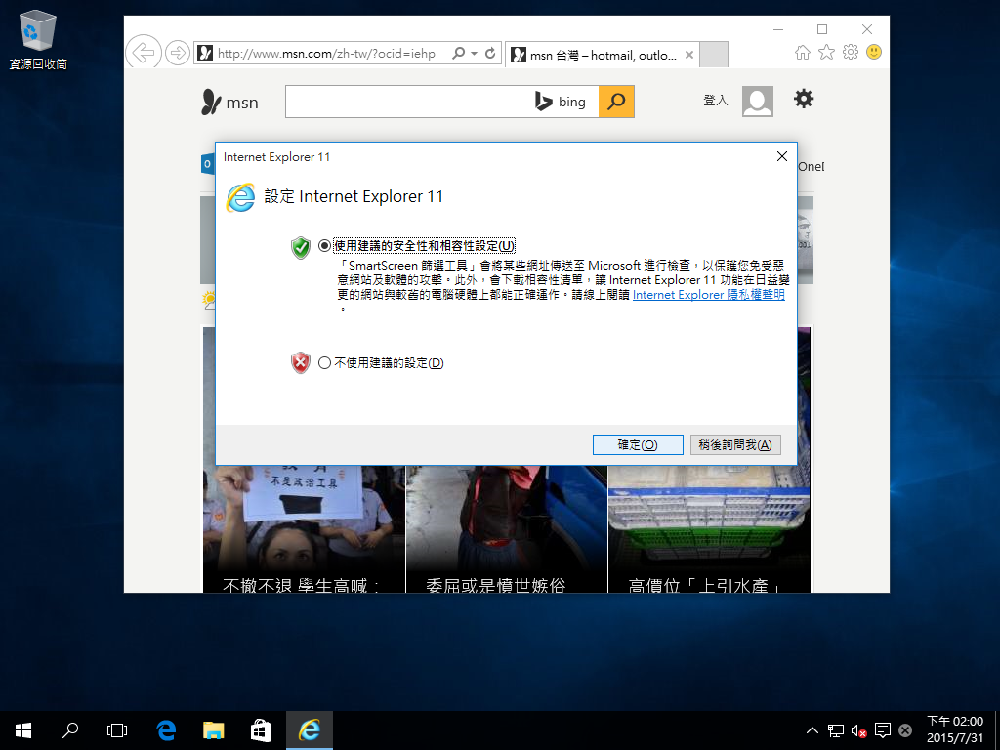 資源回收筒
http://www.msn.com/zh-tw/?ocid=iehp
msn 台灣 – hotmail, outlo...
msn
bing
登入
Internet Explorer 11
設定 Internet Explorer 11
使用建議的安全性和相容性設定(U)
「SmartScreen 篩選工具」會將某些網址傳送至 Microsoft 進行檢查，以保護您免受惡
意網站及軟體的攻擊。此外，會下載相容性清單，讓 Internet Explorer 11 功能在日益變
更的網站與較舊的電腦硬體上都能正確運作。請線上閱讀 Internet Explorer 隱私權聲明
。
不使用建議的設定(D)
確定(O)
稍後詢問我(A)
不是政治工具
不撤不退 學生高喊：
委屈或是憤世嫉俗
高價位「上引水產」
下午 02:00
2015/7/31